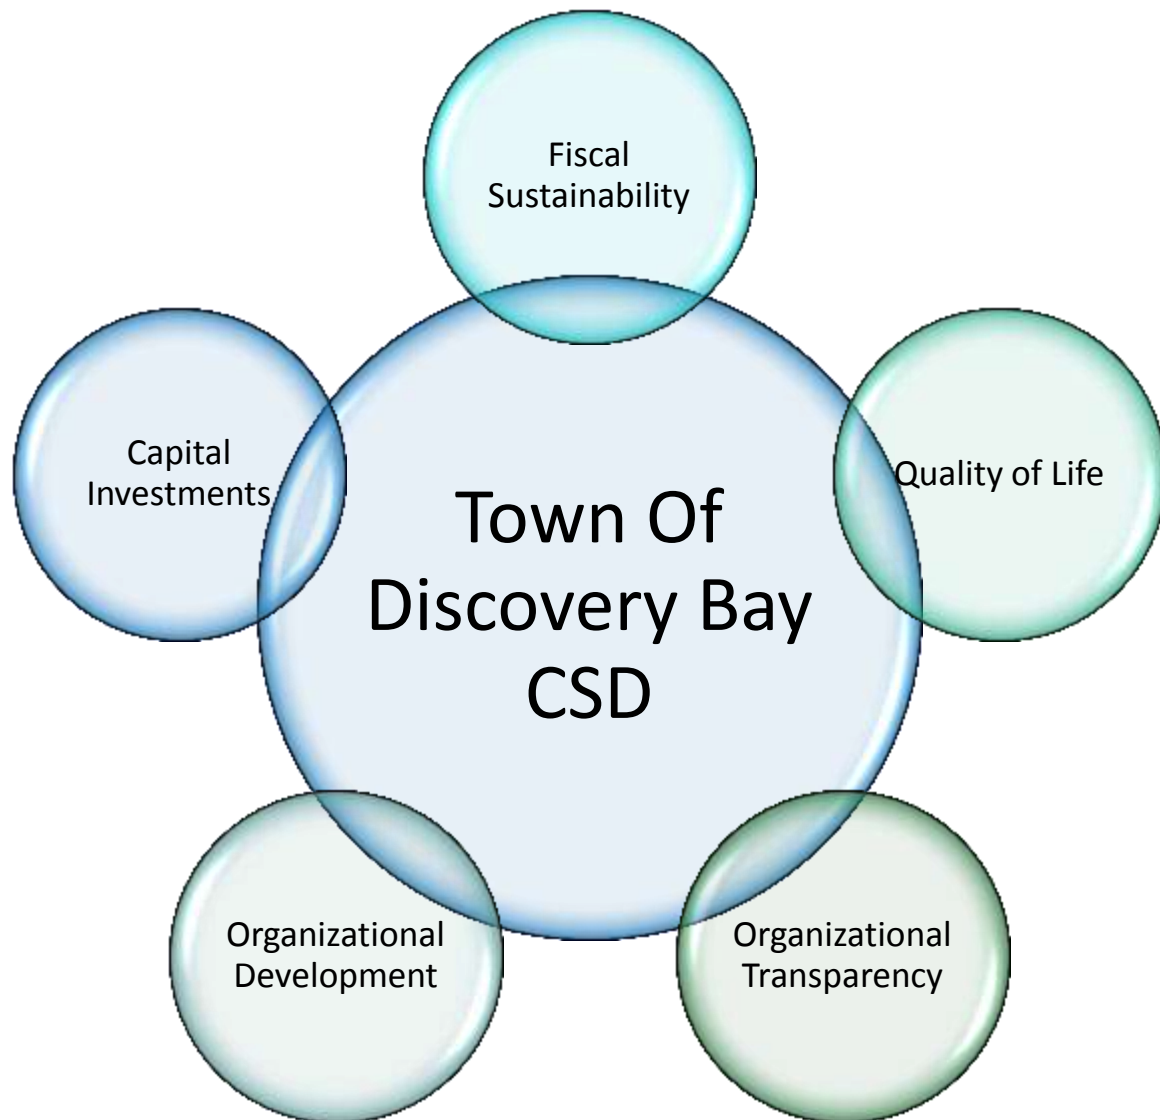 Fiscal
Sustainability
Capital
Investments
Quality of Life
Town Of
Discovery Bay
CSD
Organizational
Development
Organizational
Transparency